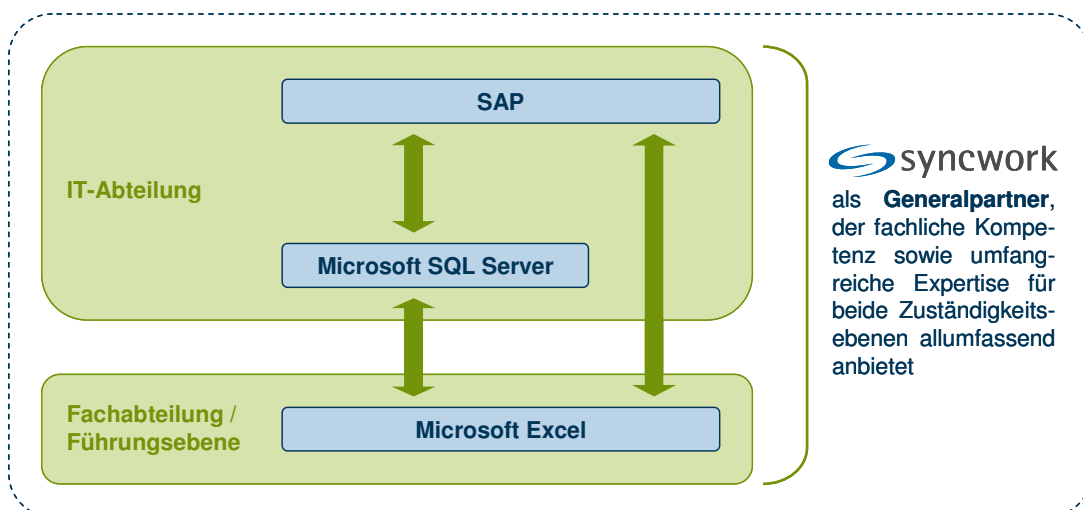 SAP
IT-Abteilung
Microsoft SQL Server
Fachabteilung /
Führungsebene
Microsoft Excel
syncwork
als Generalpartner,
der fachliche Kompe-
tenz sowie umfang-
reiche Expertise für
beide Zuständigkeits-
ebenen allumfassend
anbietet